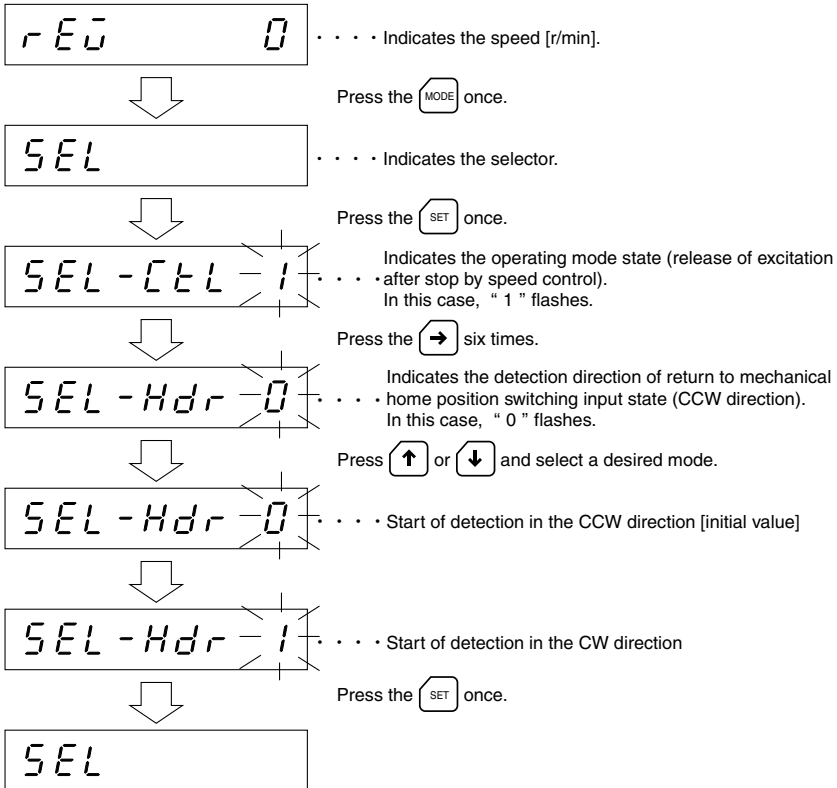 rEv 0
・・・・Indicates the speed [r/min].
Press the MODE once.
SEL
・・・・Indicates the selector.
Press the SET once.
SEL-CtL 1
Indicates the operating mode state (release of excitation
・・・・after stop by speed control).
In this case, “ 1 ” flashes.
Press the → six times.
SEL-Hdr 0
Indicates the detection direction of return to mechanical
・・・・home position switching input state (CCW direction).
In this case, “ 0 ” flashes.
Press ↑ or ↓ and select a desired mode.
SEL-Hdr 0
・・・・Start of detection in the CCW direction [initial value]
SEL-Hdr 1
・・・・Start of detection in the CW direction
Press the SET once.
SEL